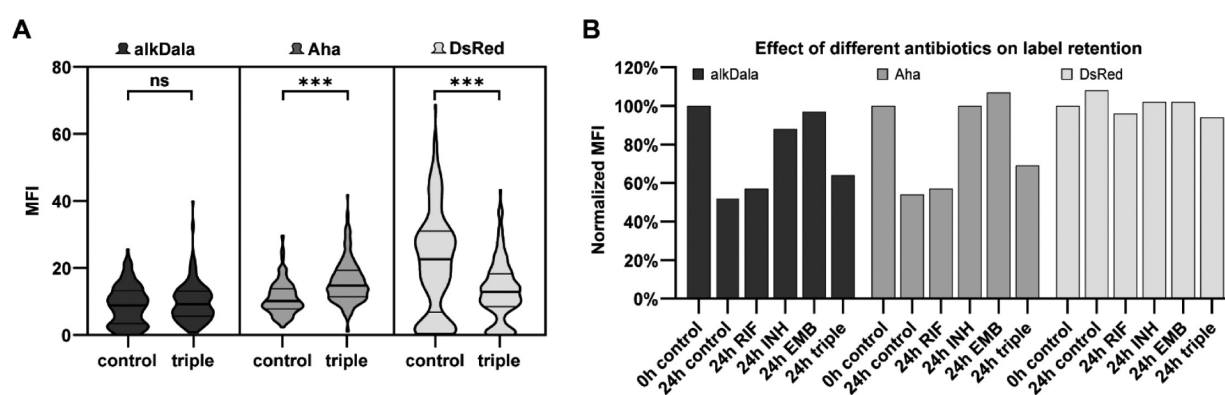 A
alkDala Aha DsRed
80
60
40
20
0
MFI
ns *** ***
control triple control triple control triple
B
Effect of different antibiotics on label retention
alkDala Aha DsRed
120%
100%
80%
60%
40%
20%
0%
Normalized MFI
0h control 24h control 24h RIF 24h INH 24h EMB 24h triple 0h control 24h control 24h RIF 24h INH 24h EMB 24h triple 0h control 24h control 24h RIF 24h INH 24h EMB 24h triple